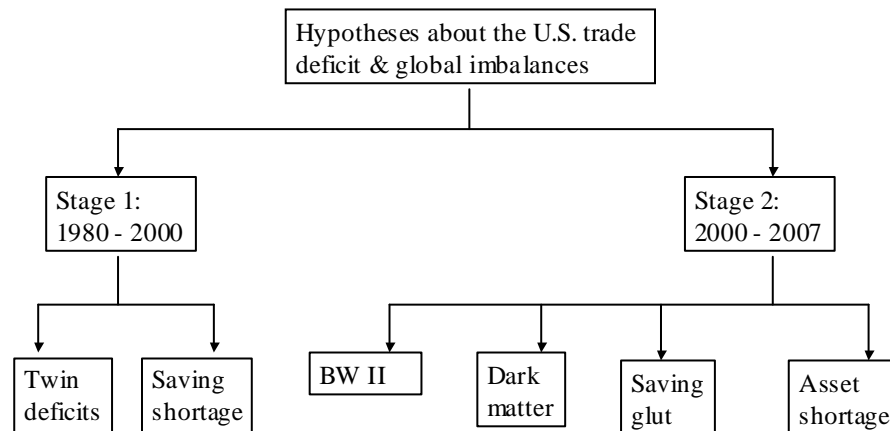 Hypotheses about the U.S. trade
deficit & global imbalances
Stage 1:
1980 - 2000
Stage 2:
2000 - 2007
Twin
deficits
Saving
shortage
BW II
Dark
matter
Saving
glut
Asset
shortage